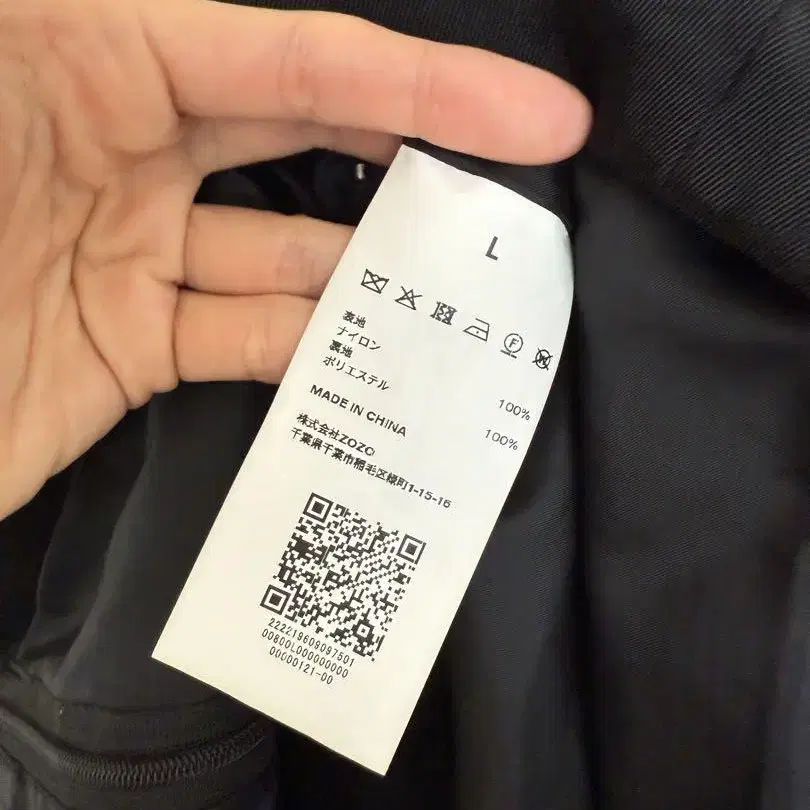 L
表地
ナイロン 100%
裏地
ポリエステル 100%
MADE IN CHINA
株式会社ZOZO
千葉県千葉市稲毛区緑町1-15-16
222219609097501
00800L000000000
00000121-00